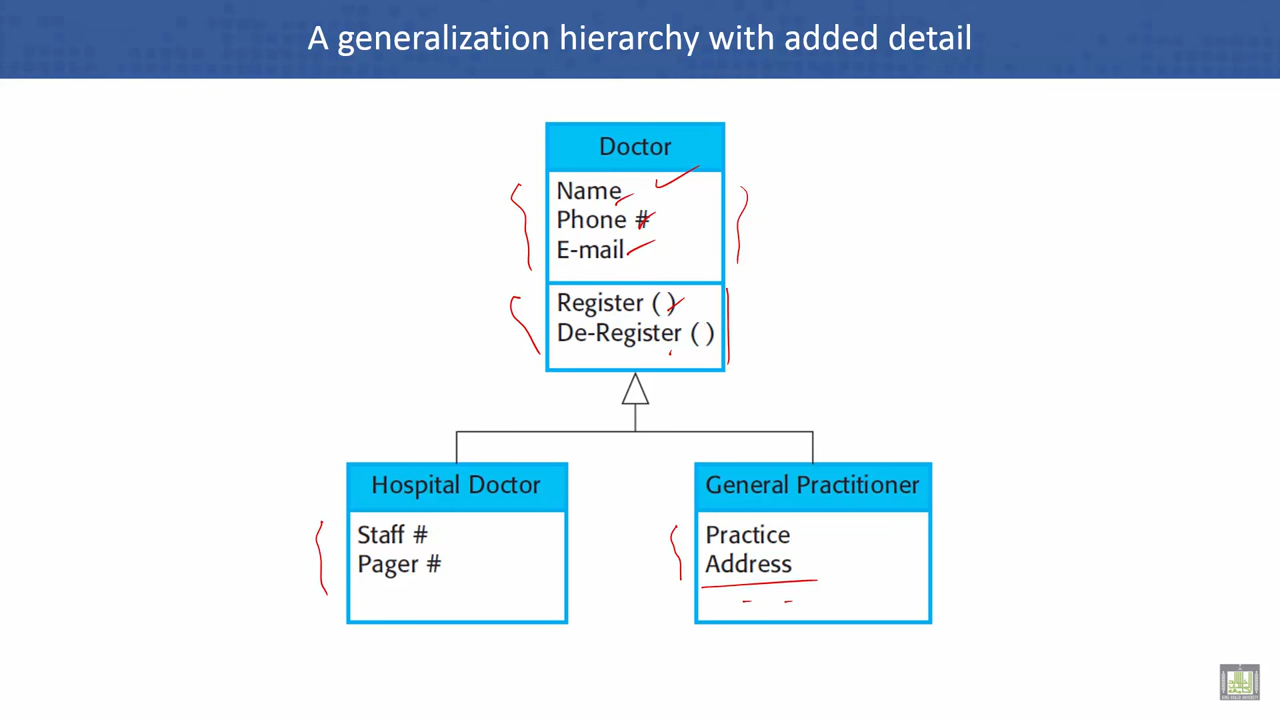 A generalization hierarchy with added detail
Doctor
Name
Phone #
E-mail
Register ( )
De-Register ( )
Hospital Doctor
Staff #
Pager #
General Practitioner
Practice
Address